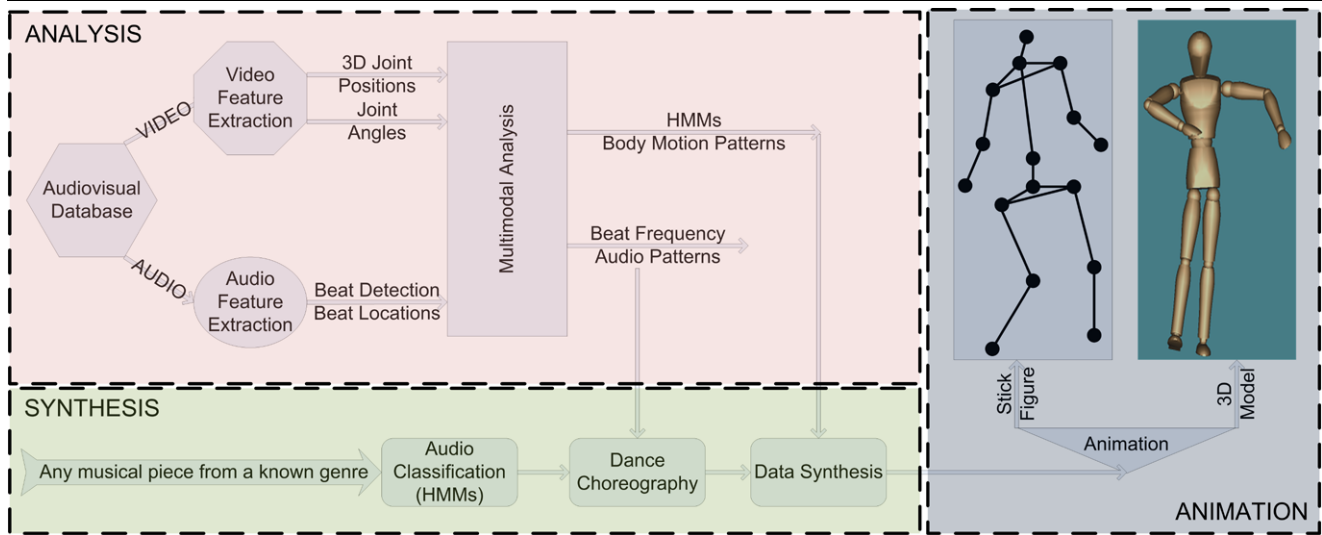 ANALYSIS
VIDEO
Video
Feature
Extraction
3D Joint
Positions
Joint
Angles
Audiovisual
Database
AUDIO
Audio
Feature
Extraction
Beat Detection
Beat Locations
Multimodal Analysis
HMMs
Body Motion Patterns
Beat Frequency
Audio Patterns
SYNTHESIS
Any musical piece from a known genre
Audio
Classification
(HMMs)
Dance
Choreography
Data Synthesis
Stick
Figure
3D
Model
Animation
ANIMATION